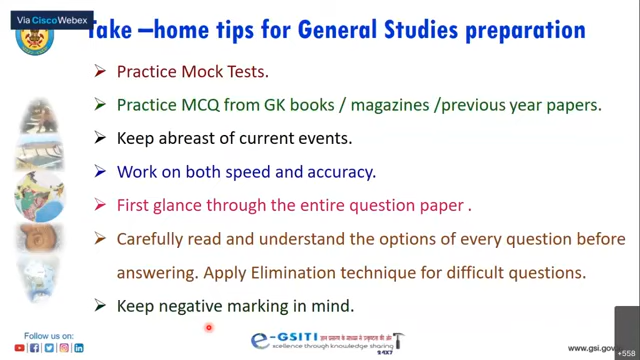 Via Cisco Webex
Take –home tips for General Studies preparation
➢ Practice Mock Tests.
➢ Practice MCQ from GK books / magazines /previous year papers.
➢ Keep abreast of current events.
➢ Work on both speed and accuracy.
➢ First glance through the entire question paper .
➢ Carefully read and understand the options of every question before
answering. Apply Elimination technique for difficult questions.
➢ Keep negative marking in mind.
Follow us on:
e-GSITI
excellence through knowledge sharing
www.gsi.gov.
+558